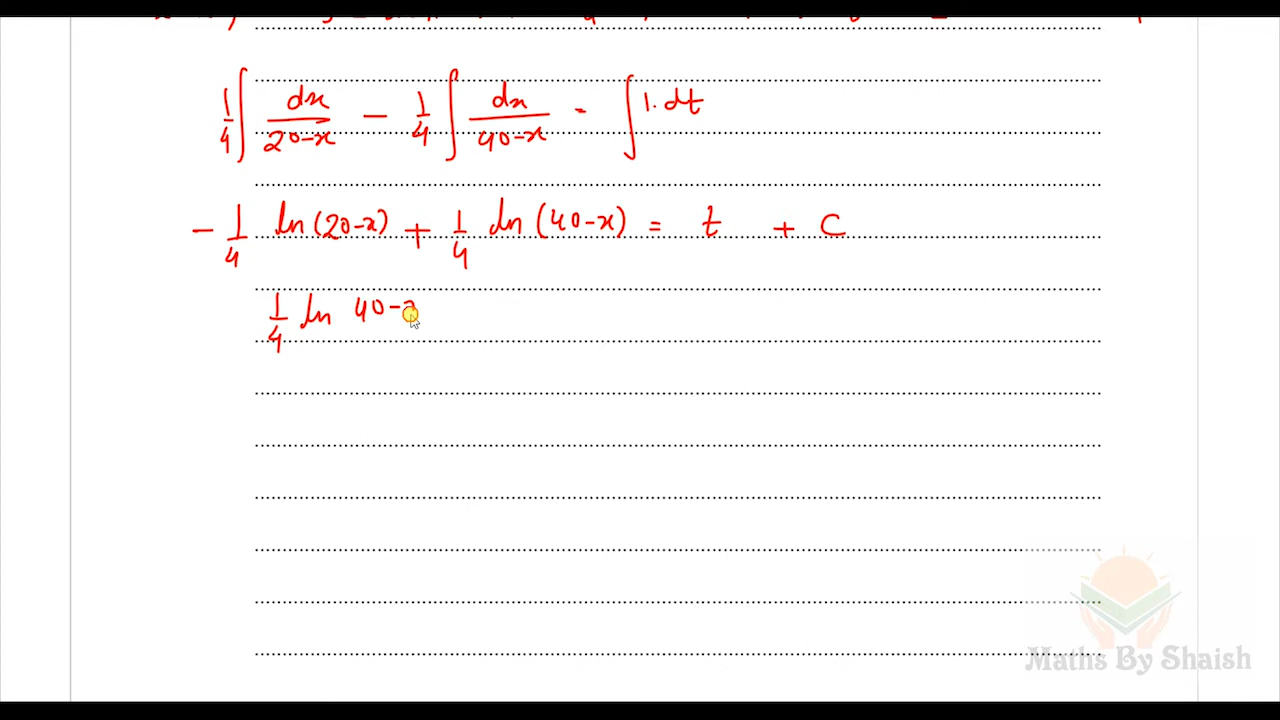 1/4 ∫ dx/20-x - 1/4 ∫ dx/40-x = ∫ 1. dt
- 1/4 ln(20-x) + 1/4 ln(40-x) = t + C
1/4 ln 40-x
Maths By Shaish